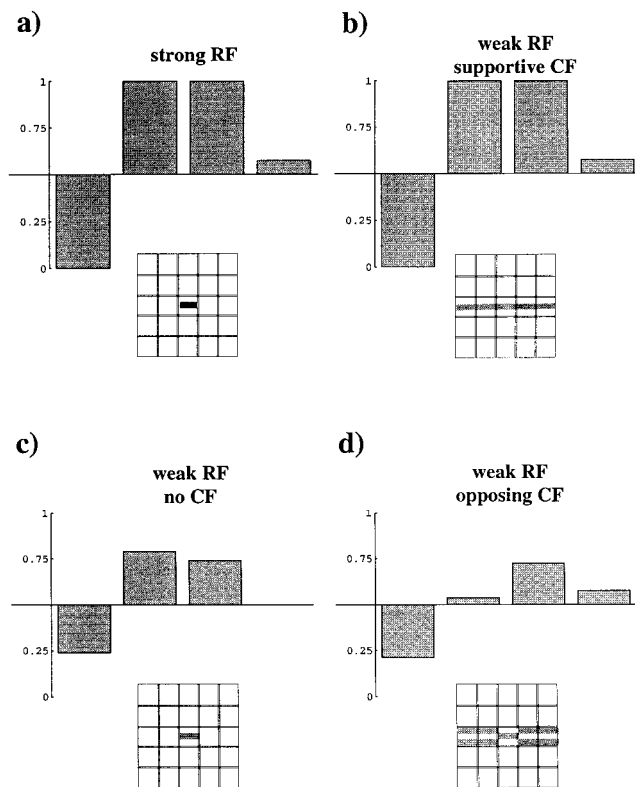 a)
strong RF
1
0.75
0.25
0
b)
weak RF
supportive CF
1
0.75
0.25
0
c)
weak RF
no CF
1
0.75
0.25
0
d)
weak RF
opposing CF
1
0.75
0.25
0